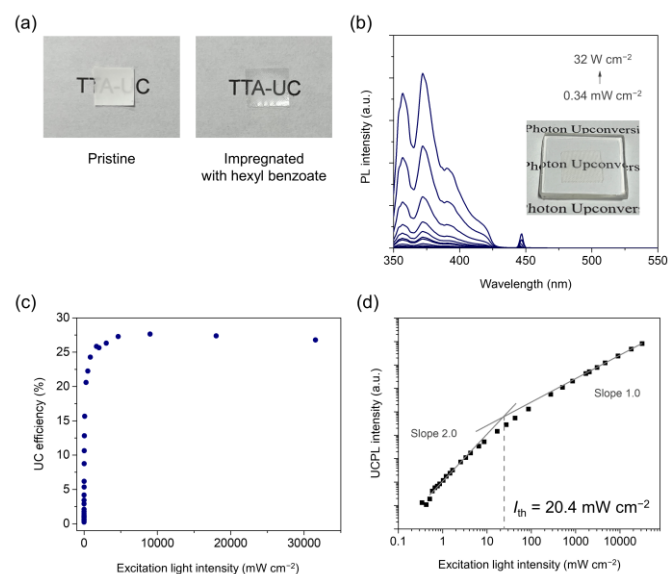 (a)
TTA-UC
TTA-UC
Pristine
Impregnated
with hexyl benzoate
(b)
PL intensity (a.u.)
32 W cm⁻²
0.34 mW cm⁻²
Photon Upconversi
Photon Upconversi
Photon Upconvers
350
400
450
500
550
Wavelength (nm)
(c)
UC efficiency (%)
30
25
20
15
10
5
0
0
10000
20000
30000
Excitation light intensity (mW cm⁻²)
(d)
UCPL intensity (a.u.)
Slope 2.0
Slope 1.0
Ith = 20.4 mW cm⁻²
0.1
1
10
100
1000
10000
Excitation light intensity (mW cm⁻²)